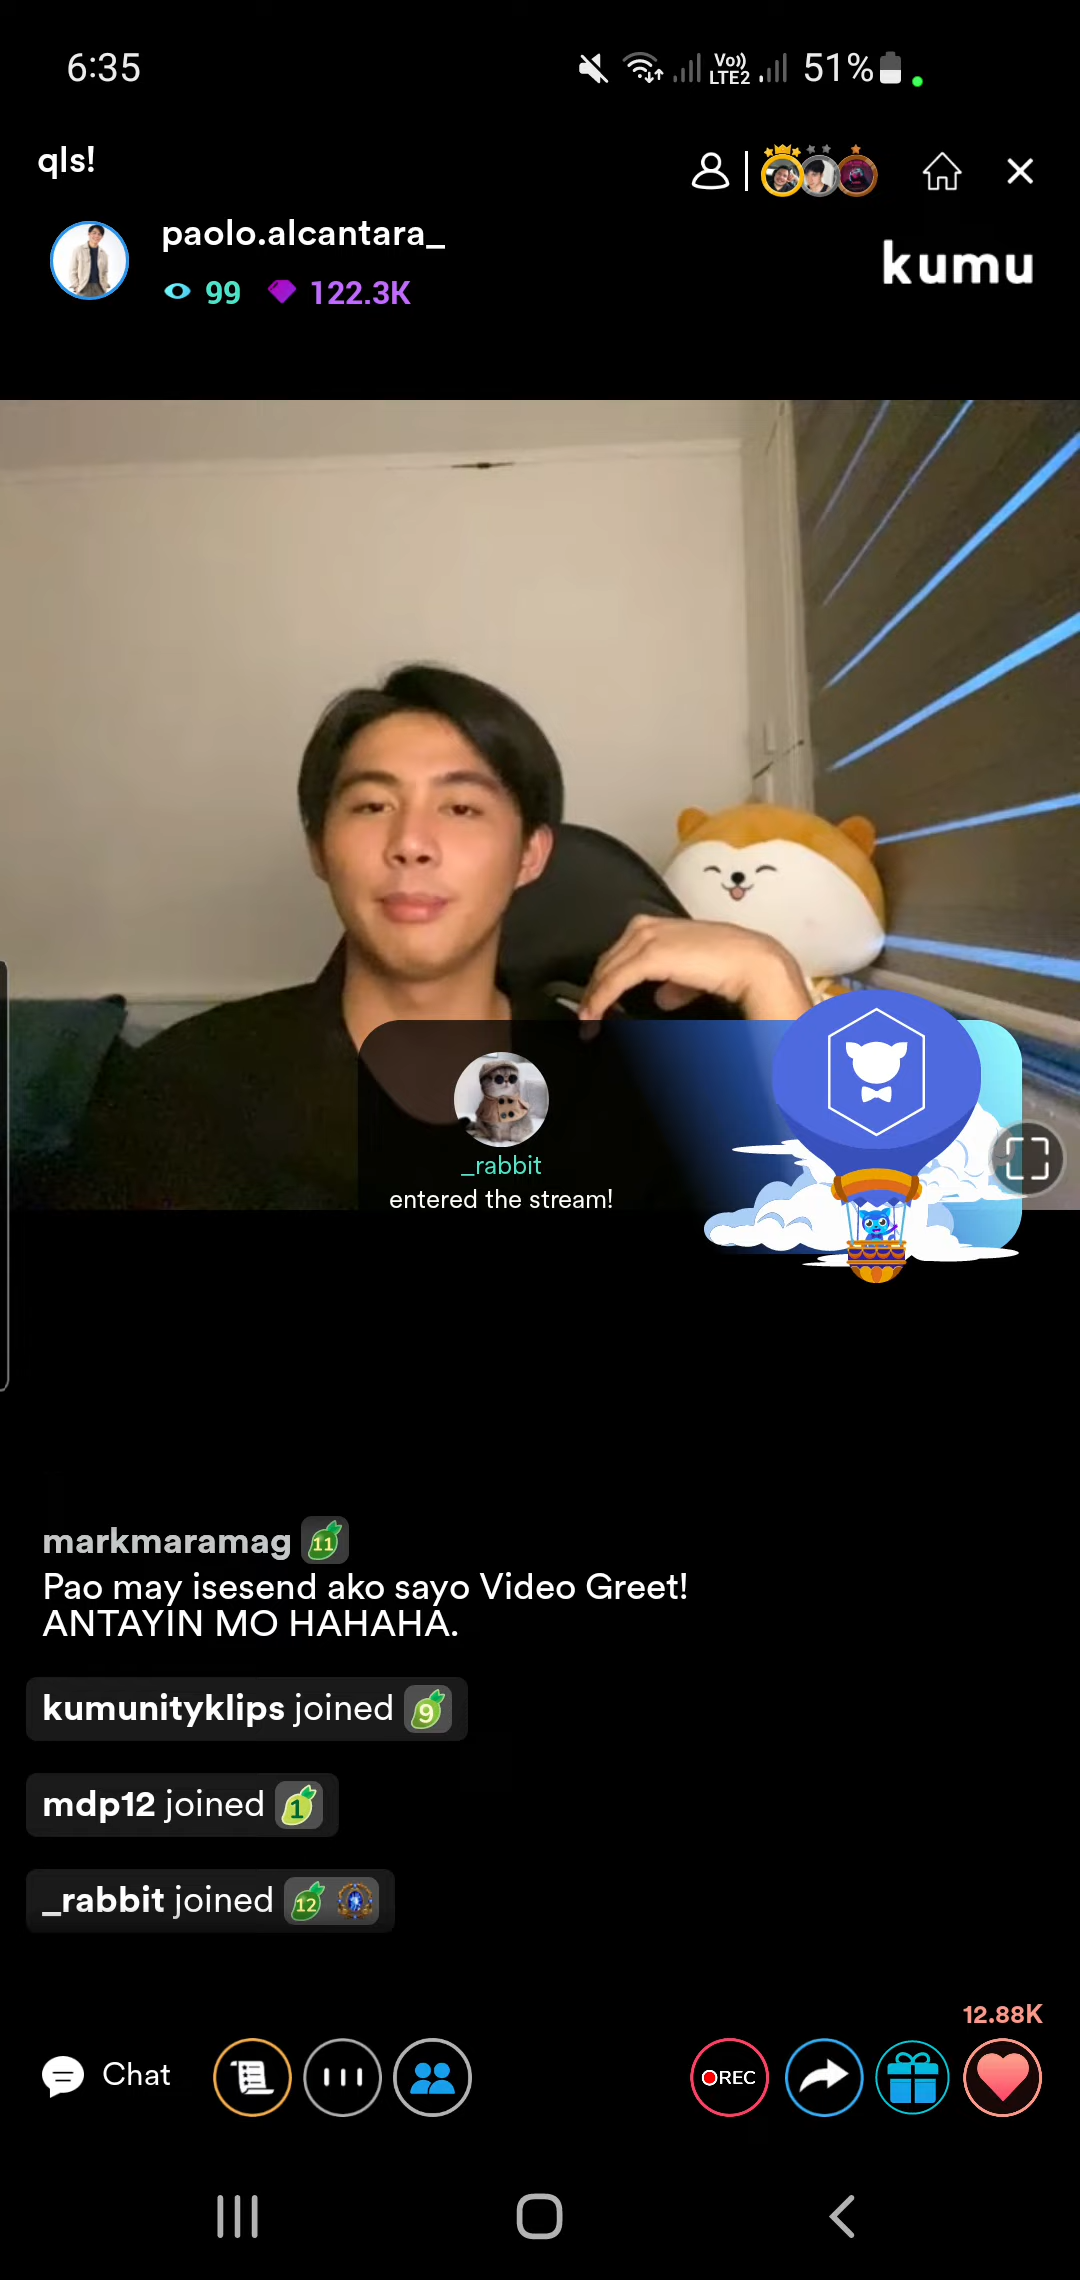 6:35
Vo)) LTE2
51%
qls!
paolo.alcantara_
99 122.3K
kumu
_rabbit
entered the stream!
markmaramag 11
Pao may isesend ako sayo Video Greet!
ANTAYIN MO HAHAHA.
kumunityklips joined 9
mdp12 joined 1
_rabbit joined 12
12.88K
Chat
REC